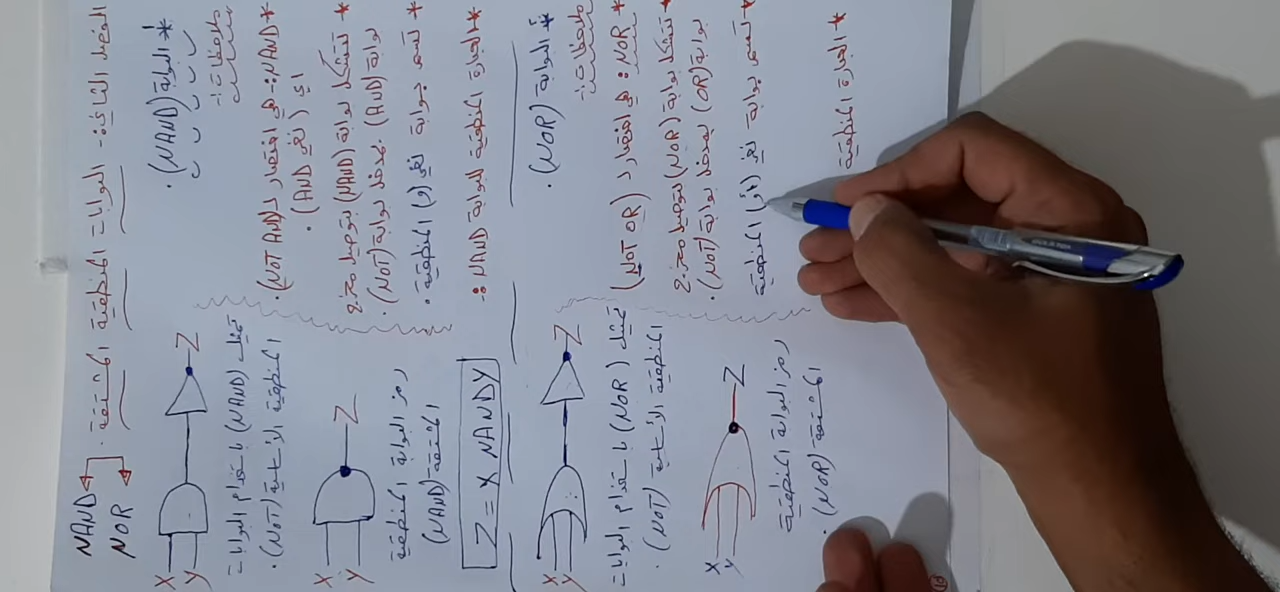 الفصل الثاني :- البوابات المنطقية المشتقة .
NAND
NOR
* البوابة (NAND) .
ملاحظات :-
* NAND :- هي اختصار لـ (NOT AND) .
أي (نفي AND) .
* تتشكل بوابة (NAND) بتوصيل مخرج
بوابة (AND) بمدخل بوابة (NOT) .
* تسمى بوابة نفي (و) المنطقية .
* العبارة المنطقية لبوابة NAND :-
X
Y
Z
تمثيل (NAND) باستخدام البوابات
المنطقية الأساسية (NOT) .
X
Y
Z
رمز البوابة المنطقية
المشتقة (NAND)
Z = X NAND Y
* البوابة (NOR) .
ملاحظات :-
* NOR :- هي اختصار لـ (NOT OR)
* تتشكل بوابة (NOR) بتوصيل مخرج
بوابة (OR) بمدخل بوابة (NOT) .
* تسمى بوابة نفي (أو) المنطقية
* العبارة المنطقية
X
Y
Z
تمثيل (NOR) باستخدام البوابات
المنطقية الأساسية (NOT) .
X
Y
Z
رمز البوابة المنطقية
المشتقة (NOR) .